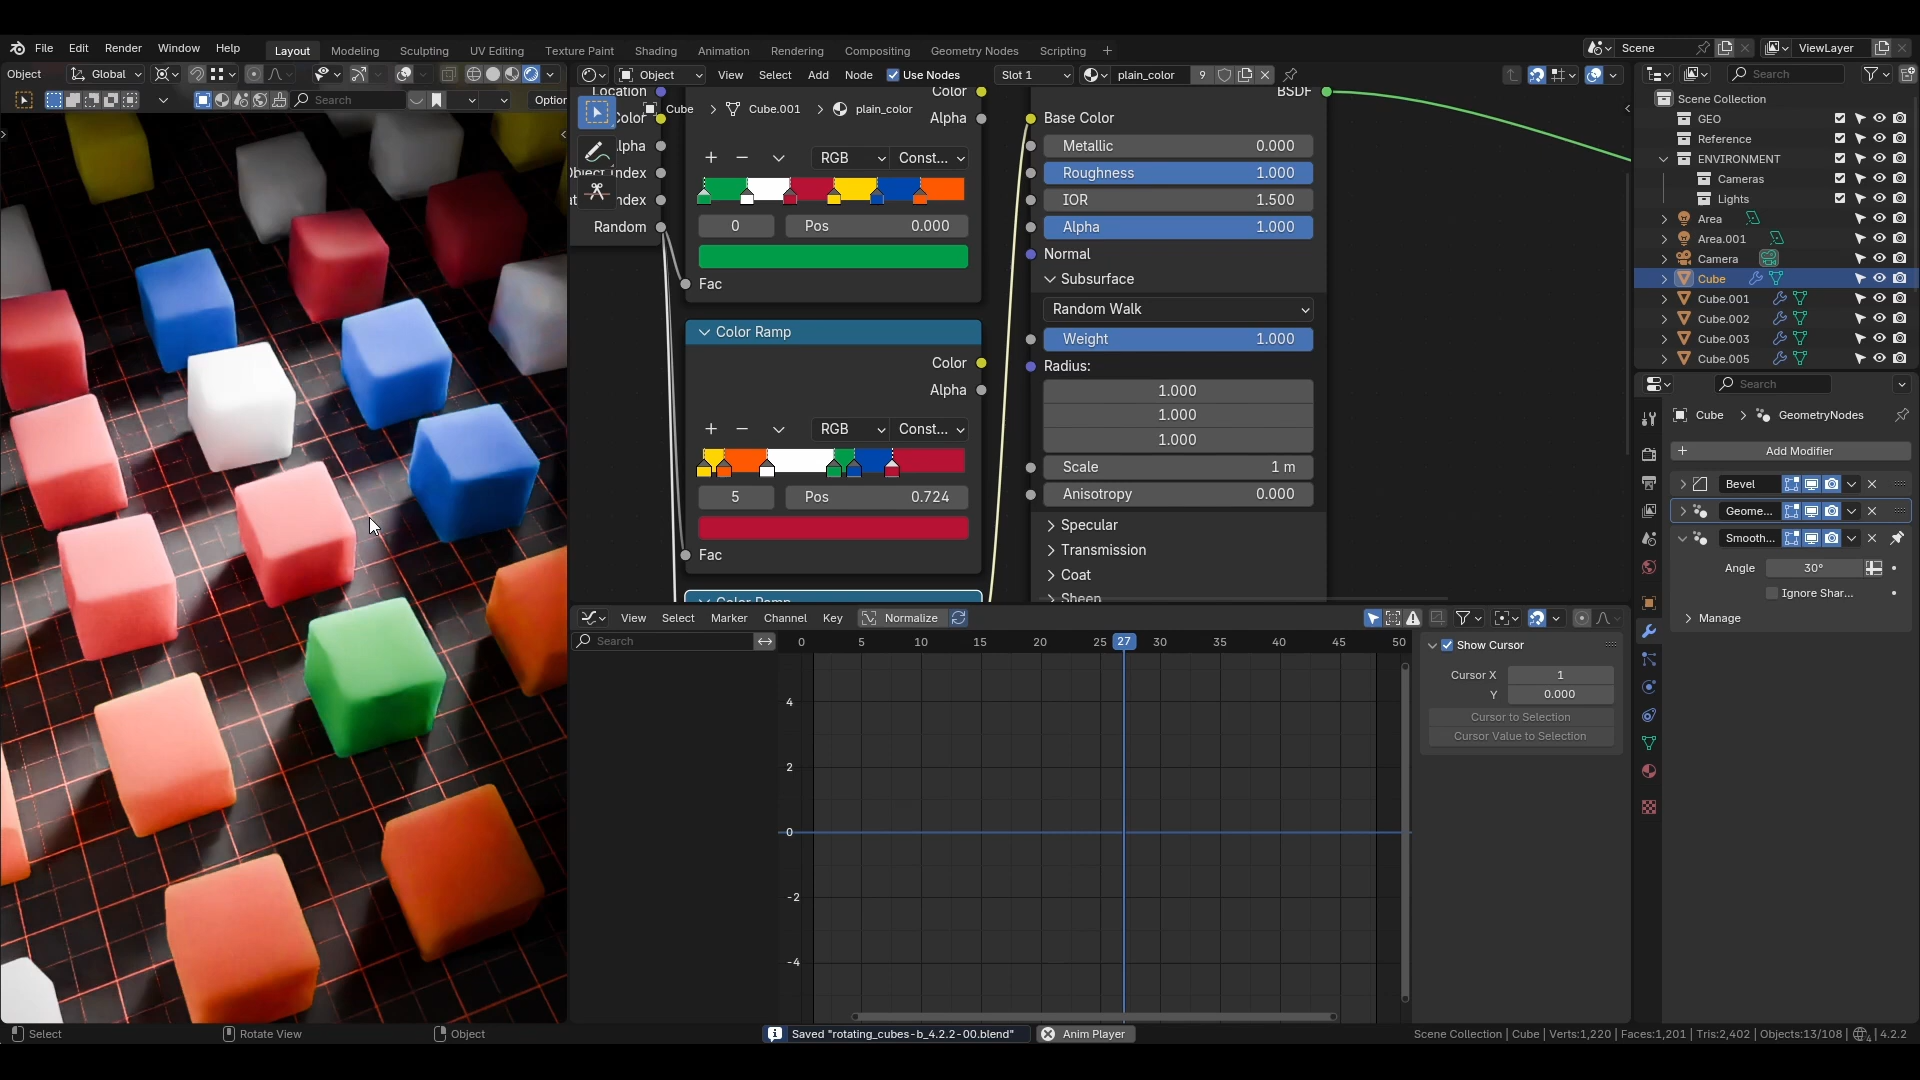 File Edit Render Window Help Layout Modeling Sculpting UV Editing Texture Paint Shading Animation Rendering Compositing Geometry Nodes Scripting + Scene ViewLayer
Object Global Object View Select Add Node Use Nodes Slot 1 plain_color 9 Search
Search Option
Cube > Cube.001 > plain_color
Location
Color
Alpha
Object Index
Index
Random
Color
Alpha
RGB Const...
0 Pos 0.000
Fac
Color Ramp
Color
Alpha
RGB Const...
5 Pos 0.724
Fac
Color Ramp
BSDF
Base Color
Metallic 0.000
Roughness 1.000
IOR 1.500
Alpha 1.000
Normal
Subsurface
Random Walk
Weight 1.000
Radius:
1.000
1.000
1.000
Scale 1 m
Anisotropy 0.000
Specular
Transmission
Coat
Sheen
Scene Collection
GEO
Reference
ENVIRONMENT
Cameras
Lights
Area
Area.001
Camera
Cube
Cube.001
Cube.002
Cube.003
Cube.005
Search
Cube > GeometryNodes
Add Modifier
Bevel
Geome...
Smooth...
Angle 30°
Ignore Shar...
Manage
View Select Marker Channel Key Normalize
Search
0 5 10 15 20 25 27 30 35 40 45 50
4
2
0
-2
-4
Show Cursor
Cursor X 1
Y 0.000
Cursor to Selection
Cursor Value to Selection
Select Rotate View Object Saved "rotating_cubes-b_4.2.2-00.blend" Anim Player Scene Collection | Cube | Verts:1,220 | Faces:1,201 | Tris:2,402 | Objects:13/108 | 4.2.2